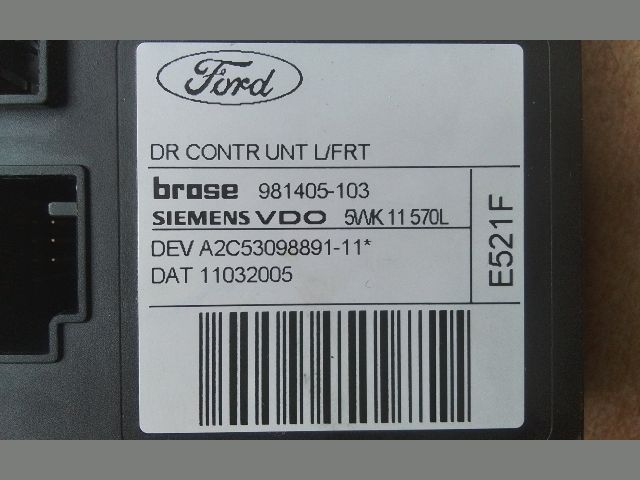 Ford
DR CONTR UNT L/FRT
brose 981405-103
SIEMENS VDO 5WK 11 570L
DEV A2C53098891-11*
DAT 11032005
E521F